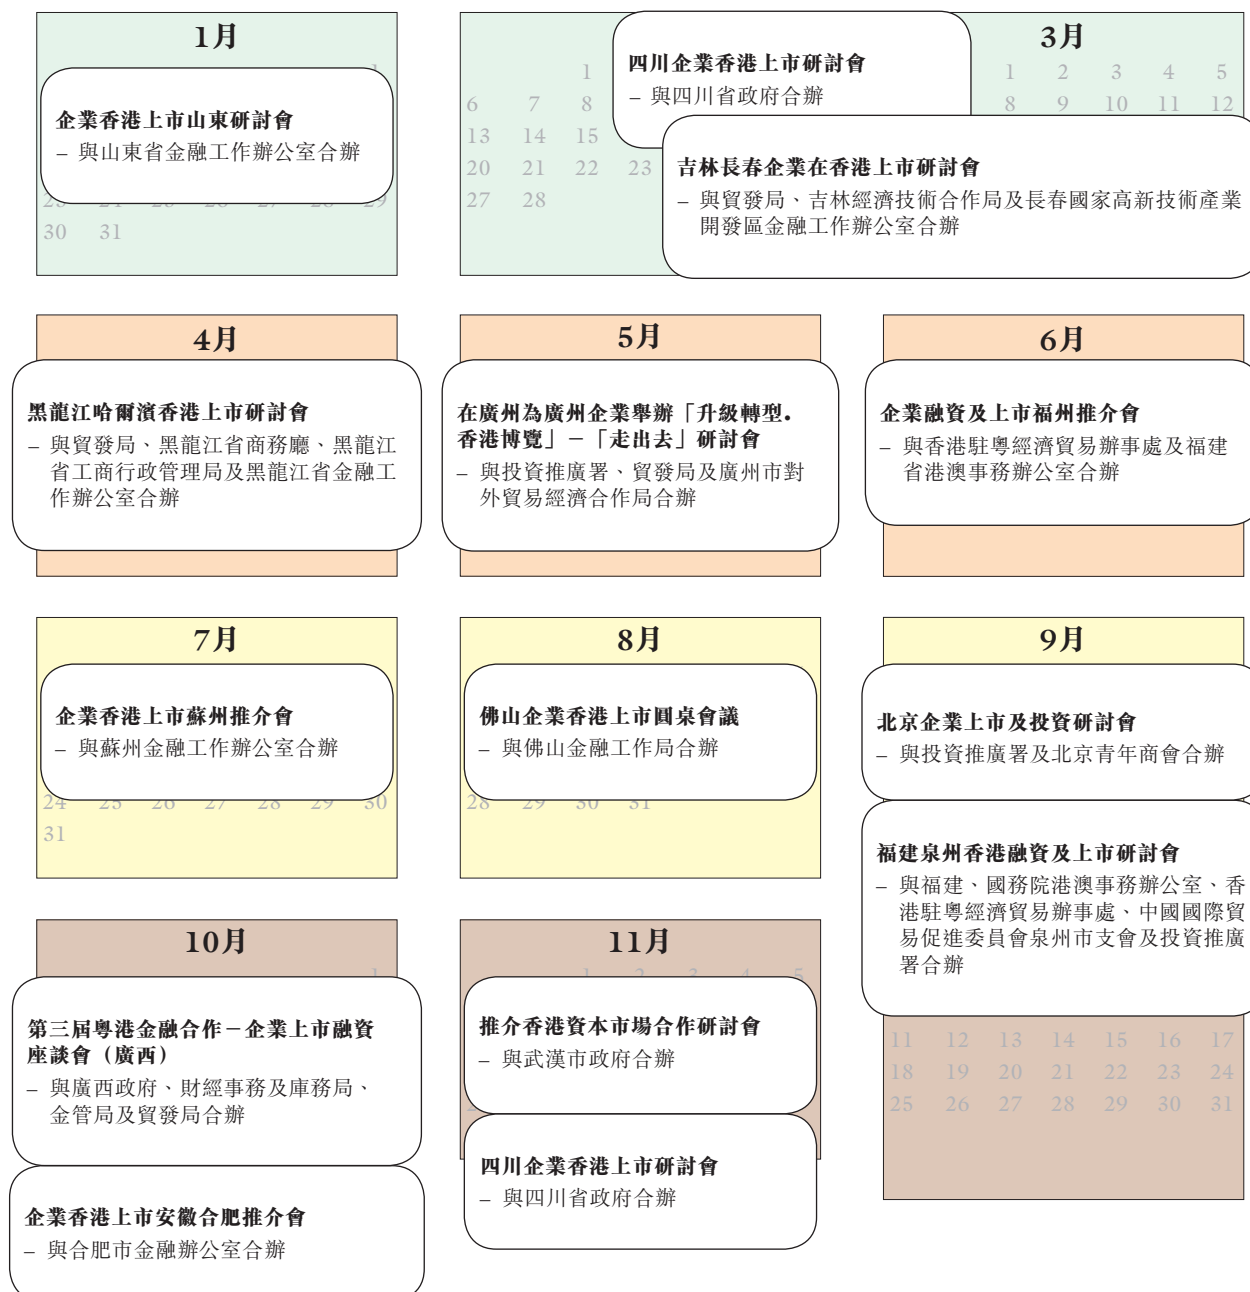 1月
1
企業香港上市山東研討會
– 與山東省金融工作辦公室合辦
23 24 25 26 27 28 29
30 31
1
6 7 8
13 14 15
20 21 22 23
27 28
四川企業香港上市研討會
– 與四川省政府合辦
3月
1 2 3 4 5
8 9 10 11 12
吉林長春企業在香港上市研討會
– 與貿發局、吉林經濟技術合作局及長春國家高新技術產業
開發區金融工作辦公室合辦
4月
黑龍江哈爾濱香港上市研討會
– 與貿發局、黑龍江省商務廳、黑龍江
省工商行政管理局及黑龍江省金融工
作辦公室合辦
5月
在廣州為廣州企業舉辦「升級轉型•
香港博覽」–「走出去」研討會
– 與投資推廣署、貿發局及廣州市對
外貿易經濟合作局合辦
6月
企業融資及上市福州推介會
– 與香港駐粵經濟貿易辦事處及福建
省港澳事務辦公室合辦
7月
企業香港上市蘇州推介會
– 與蘇州金融工作辦公室合辦
24 25 26 27 28 29 30
31
8月
佛山企業香港上市圓桌會議
– 與佛山金融工作局合辦
28 29 30 31
9月
北京企業上市及投資研討會
– 與投資推廣署及北京青年商會合辦
福建泉州香港融資及上市研討會
– 與福建、國務院港澳事務辦公室、香
港駐粵經濟貿易辦事處、中國國際貿
易促進委員會泉州市支會及投資推廣
署合辦
10月
1
第三屆粵港金融合作–企業上市融資
座談會（廣西）
– 與廣西政府、財經事務及庫務局、
金管局及貿發局合辦
企業香港上市安徽合肥推介會
– 與合肥市金融辦公室合辦
11月
1 2 3 4 5
推介香港資本市場合作研討會
– 與武漢市政府合辦
四川企業香港上市研討會
– 與四川省政府合辦
11 12 13 14 15 16 17
18 19 20 21 22 23 24
25 26 27 28 29 30 31